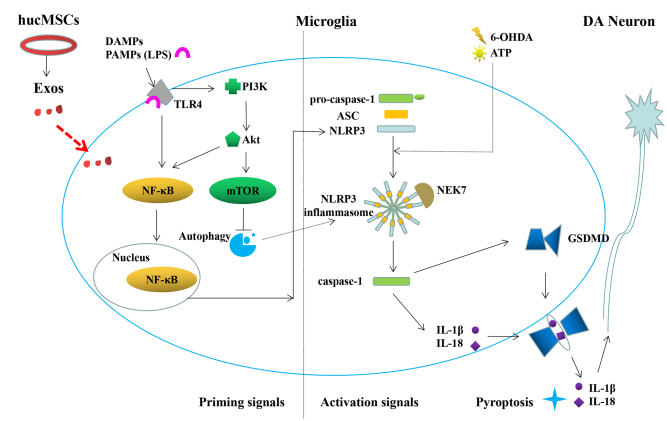 hucMSCs
Microglia
DA Neuron
DAMPs
PAMPs (LPS)
6-OHDA
ATP
Exos
TLR4
PI3K
pro-caspase-1
ASC
NLRP3
Akt
NF-κB
mTOR
NLRP3
inflammasome
NEK7
Autophagy
GSDMD
Nucleus
NF-κB
caspase-1
IL-1β
IL-18
IL-1β
IL-18
Priming signals
Activation signals
Pyroptosis